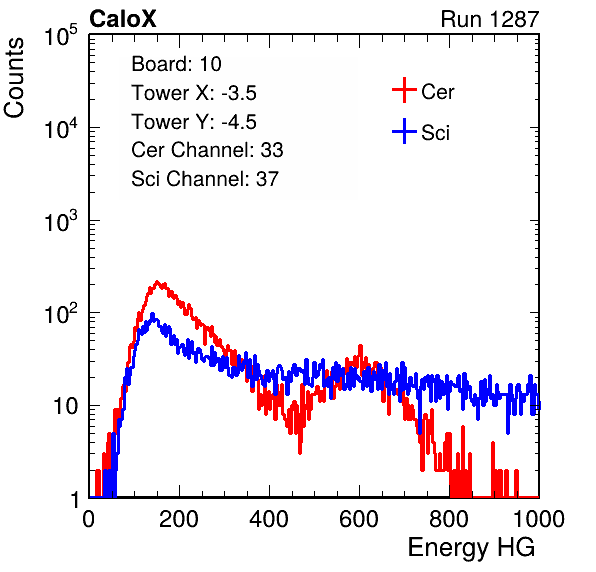 CaloX Run 1287
Counts
Board: 10
Tower X: -3.5
Tower Y: -4.5
Cer Channel: 33
Sci Channel: 37
Cer
Sci
10^5
10^4
10^3
10^2
10
1
0 200 400 600 800 1000
Energy HG